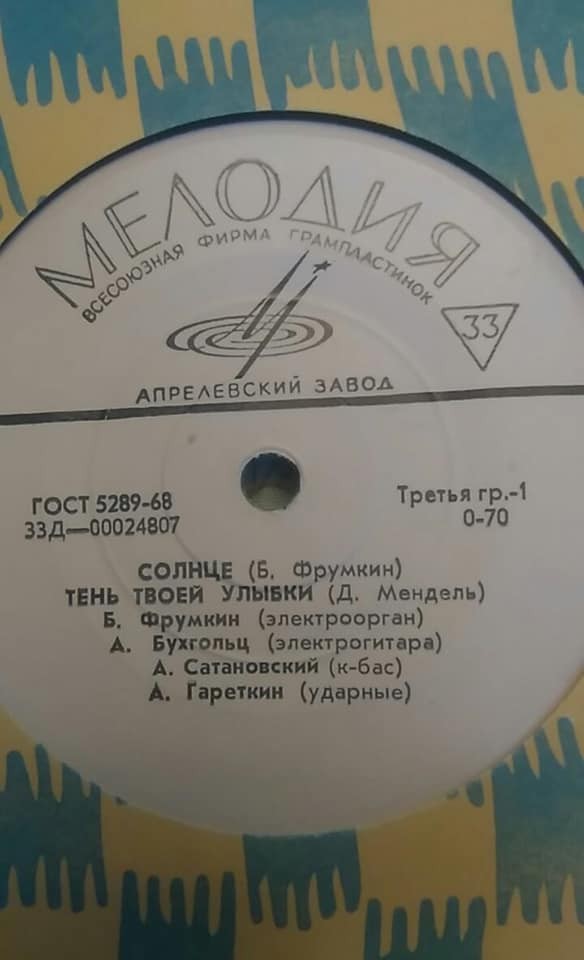 МЕЛОДИЯ
ВСЕСОЮЗНАЯ ФИРМА ГРАМПЛАСТИНОК
33
АПРЕЛЕВСКИЙ ЗАВОД
ГОСТ 5289-68
Третья гр.-1
33Д—00024807
0-70
СОЛНЦЕ (Б. Фрумкин)
ТЕНЬ ТВОЕЙ УЛЫБКИ (Д. Мендель)
Б. Фрумкин (электроорган)
А. Бухгольц (электрогитара)
А. Сатановский (к-бас)
А. Гареткин (ударные)